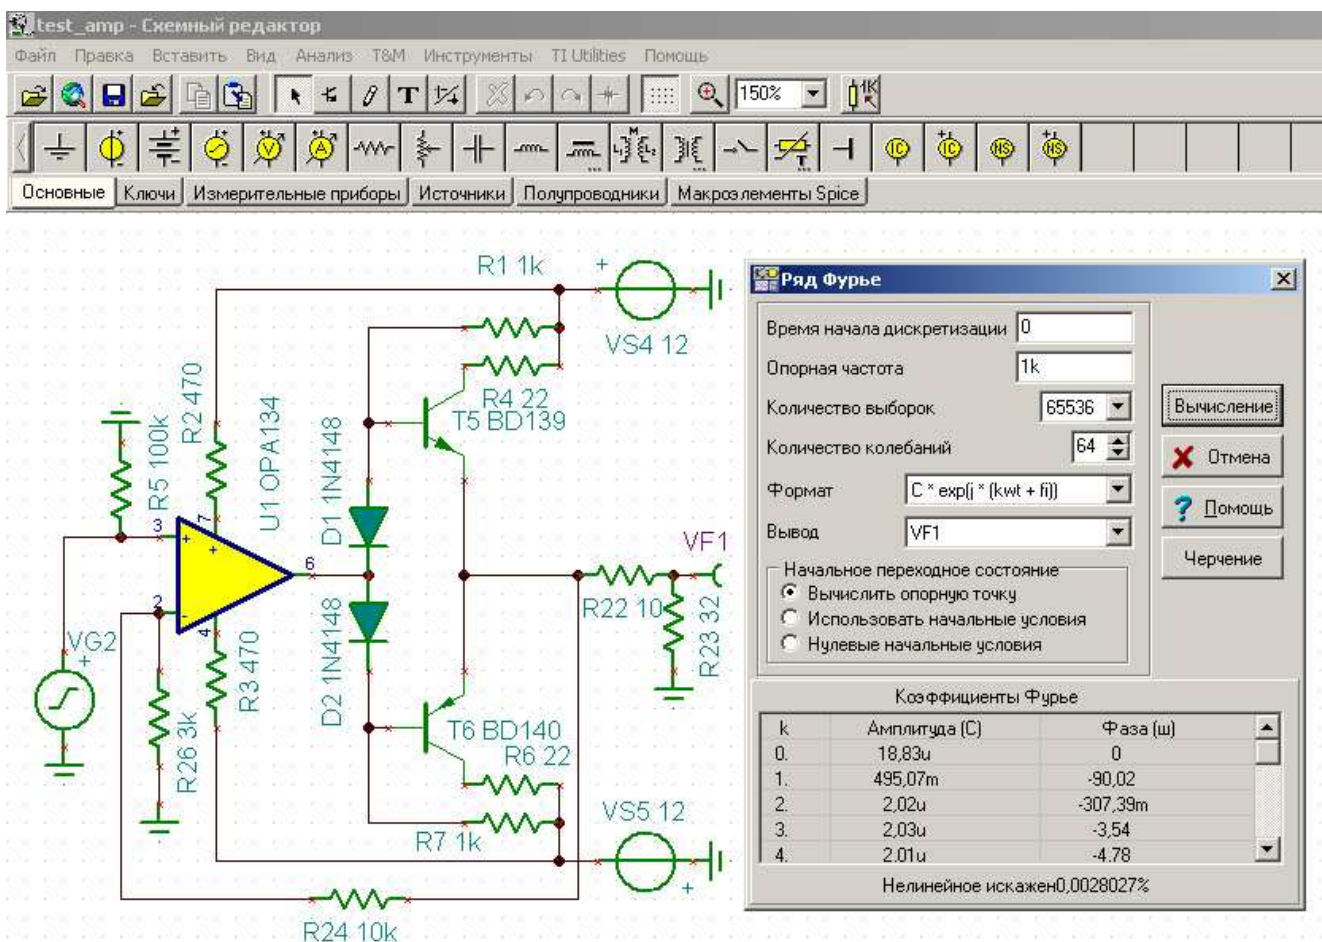 test_amp - Схемный редактор
Файл Правка Вставить Вид Анализ T&M Инструменты TI Utilities Помощь
150%
Основные Ключи Измерительные приборы Источники Полупроводники Макроэлементы Spice
R1 1k
+
VS4 12
R4 22
T5 BD139
R2 470
U1 OPA134
R5 100k
D1 1N4148
3
7
6
2
4
VF1
R22 10
R23 32
VG2
+
R3 470
D2 1N4148
R26 3k
T6 BD140
R6 22
VS5 12
R7 1k
+
R24 10k
Ряд Фурье
Время начала дискретизации 0
Опорная частота 1k
Количество выборок 65536
Количество колебаний 64
Формат C * exp(j * (kwt + fi))
Вывод VF1
Начальное переходное состояние
Вычислить опорную точку
Использовать начальные условия
Нулевые начальные условия
Вычисление
Отмена
Помощь
Черчение
Коэффициенты Фурье
k Амплитуда (C) Фаза (ш)
0. 18,83u 0
1. 495,07m -90,02
2. 2,02u -307,39m
3. 2,03u -3,54
4. 2,01u -4,78
Нелинейное искажен0,0028027%